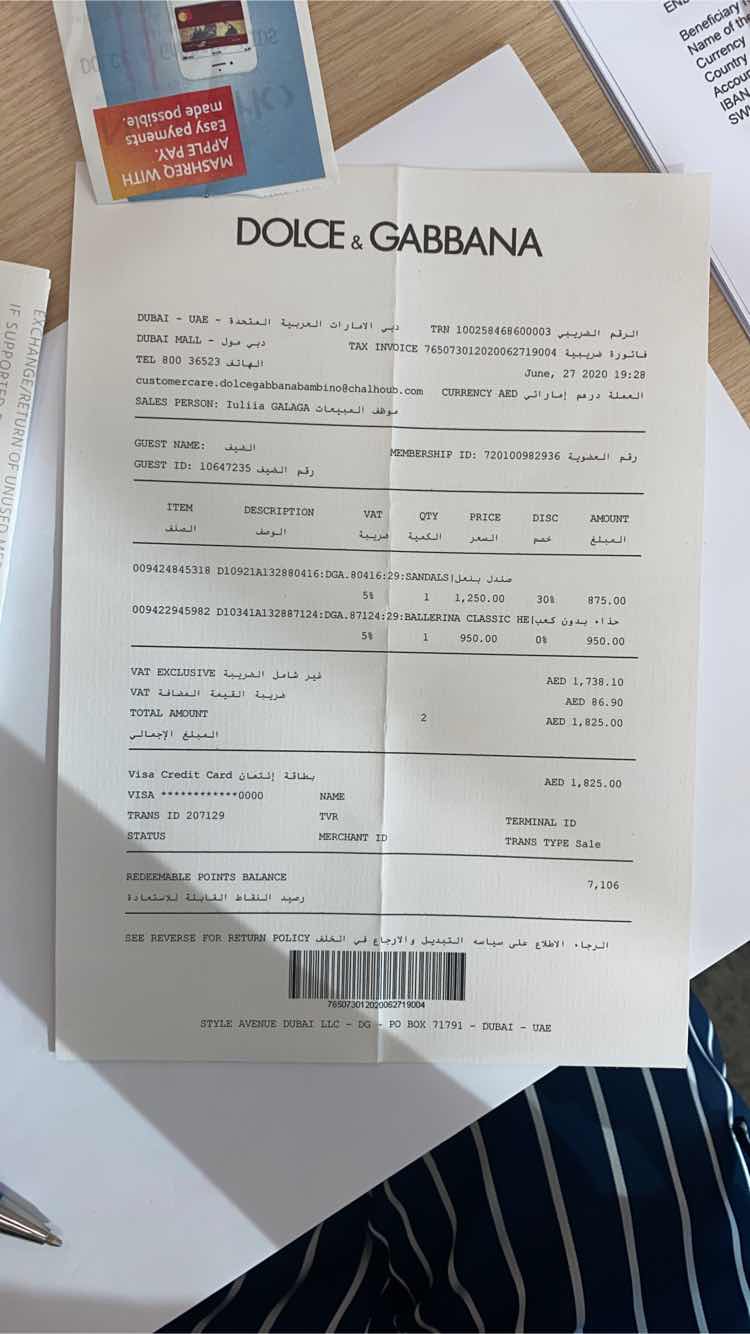 MASHREQ WITH
APPLE PAY.
Easy payments
made possible.
Beneficiary
Name of th
Currency
Country
Accou
IBAN
SW
EXCHANGE/RETURN OF UNUSED
IF SUPPORTED
DOLCE & GABBANA
DUBAI - UAE - دبي الامارات العربية المتحدة TRN 100258468600003 الرقم الضريبي
DUBAI MALL - دبي مول TAX INVOICE 765073012020062719004 فاتورة ضريبية
TEL 800 36523 الهاتف June, 27 2020 19:28
customercare.dolcegabbanabambino@chalhoub.com CURRENCY AED العملة درهم إماراتي
SALES PERSON: Iuliia GALAGA موظف المبيعات
GUEST NAME: الضيف MEMBERSHIP ID: 720100982936 رقم العضوية
GUEST ID: 10647235 رقم الضيف
ITEM DESCRIPTION VAT QTY PRICE DISC AMOUNT
الصنف الوصف ضريبة الكمية السعر خصم المبلغ
009424845318 D10921A132880416:DGA.80416:29:SANDALS|صندل بنعل
5% 1 1,250.00 30% 875.00
009422945982 D10341A132887124:DGA.87124:29:BALLERINA CLASSIC HE|حذاء بدون كعب
5% 1 950.00 0% 950.00
VAT EXCLUSIVE غير شامل الضريبة AED 1,738.10
VAT ضريبة القيمة المضافة AED 86.90
TOTAL AMOUNT 2 AED 1,825.00
المبلغ الإجمالي
Visa Credit Card بطاقة إئتمان AED 1,825.00
VISA ************0000 NAME
TRANS ID 207129 TVR TERMINAL ID
STATUS MERCHANT ID TRANS TYPE Sale
REDEEMABLE POINTS BALANCE 7,106
رصيد النقاط القابلة للاستعادة
SEE REVERSE FOR RETURN POLICY الرجاء الاطلاع على سياسه التبديل والارجاع في الخلف
765073012020062719004
STYLE AVENUE DUBAI LLC - DG - PO BOX 71791 - DUBAI - UAE